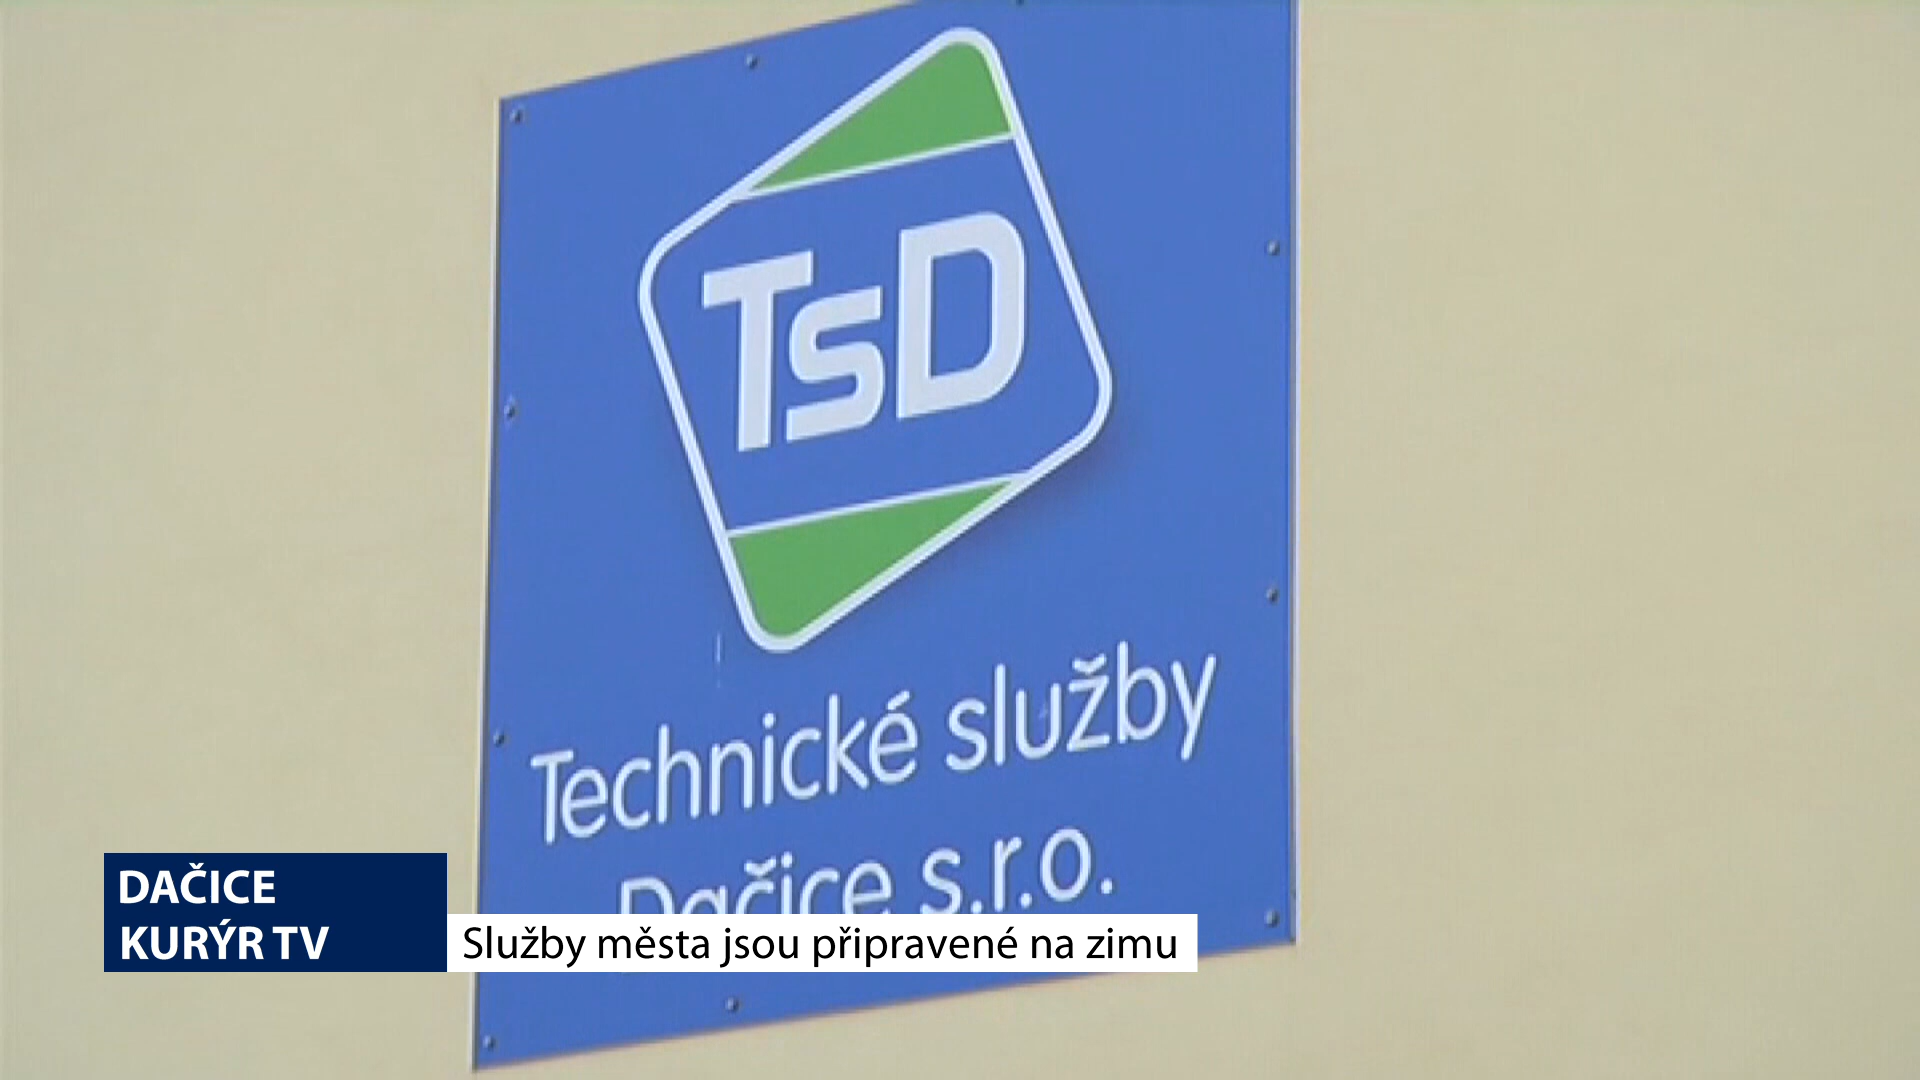 TsD
Technické služby
Dačice s.r.o.
DAČICE
KURÝR TV
Služby města jsou připravené na zimu